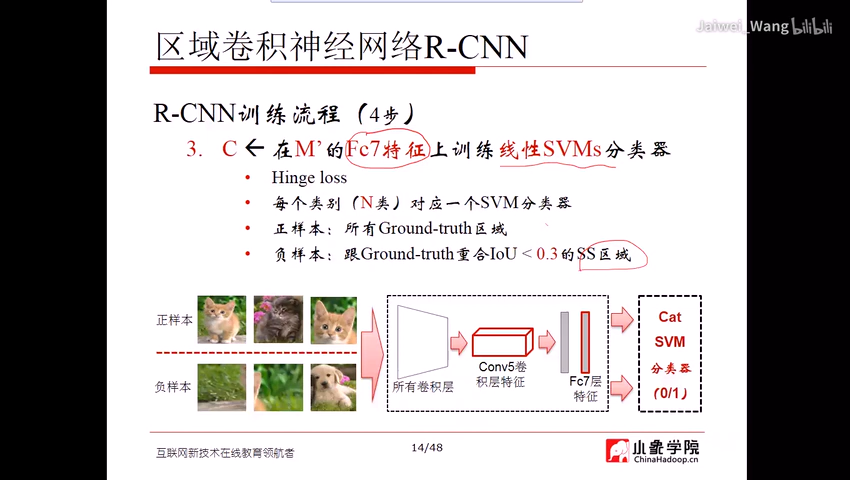 Jaiwei_Wang bilibili
区域卷积神经网络R-CNN
R-CNN训练流程（4步）
3. C ← 在M’的Fc7特征上训练线性SVMs分类器
• Hinge loss
• 每个类别（N类）对应一个SVM分类器
• 正样本：所有Ground-truth区域
• 负样本：跟Ground-truth重合IoU < 0.3的SS区域
正样本
负样本
所有卷积层
Conv5卷
积层特征
Fc7层
特征
Cat
SVM
分类器
（0/1）
互联网新技术在线教育领航者
14/48
小象学院
ChinaHadoop.cn